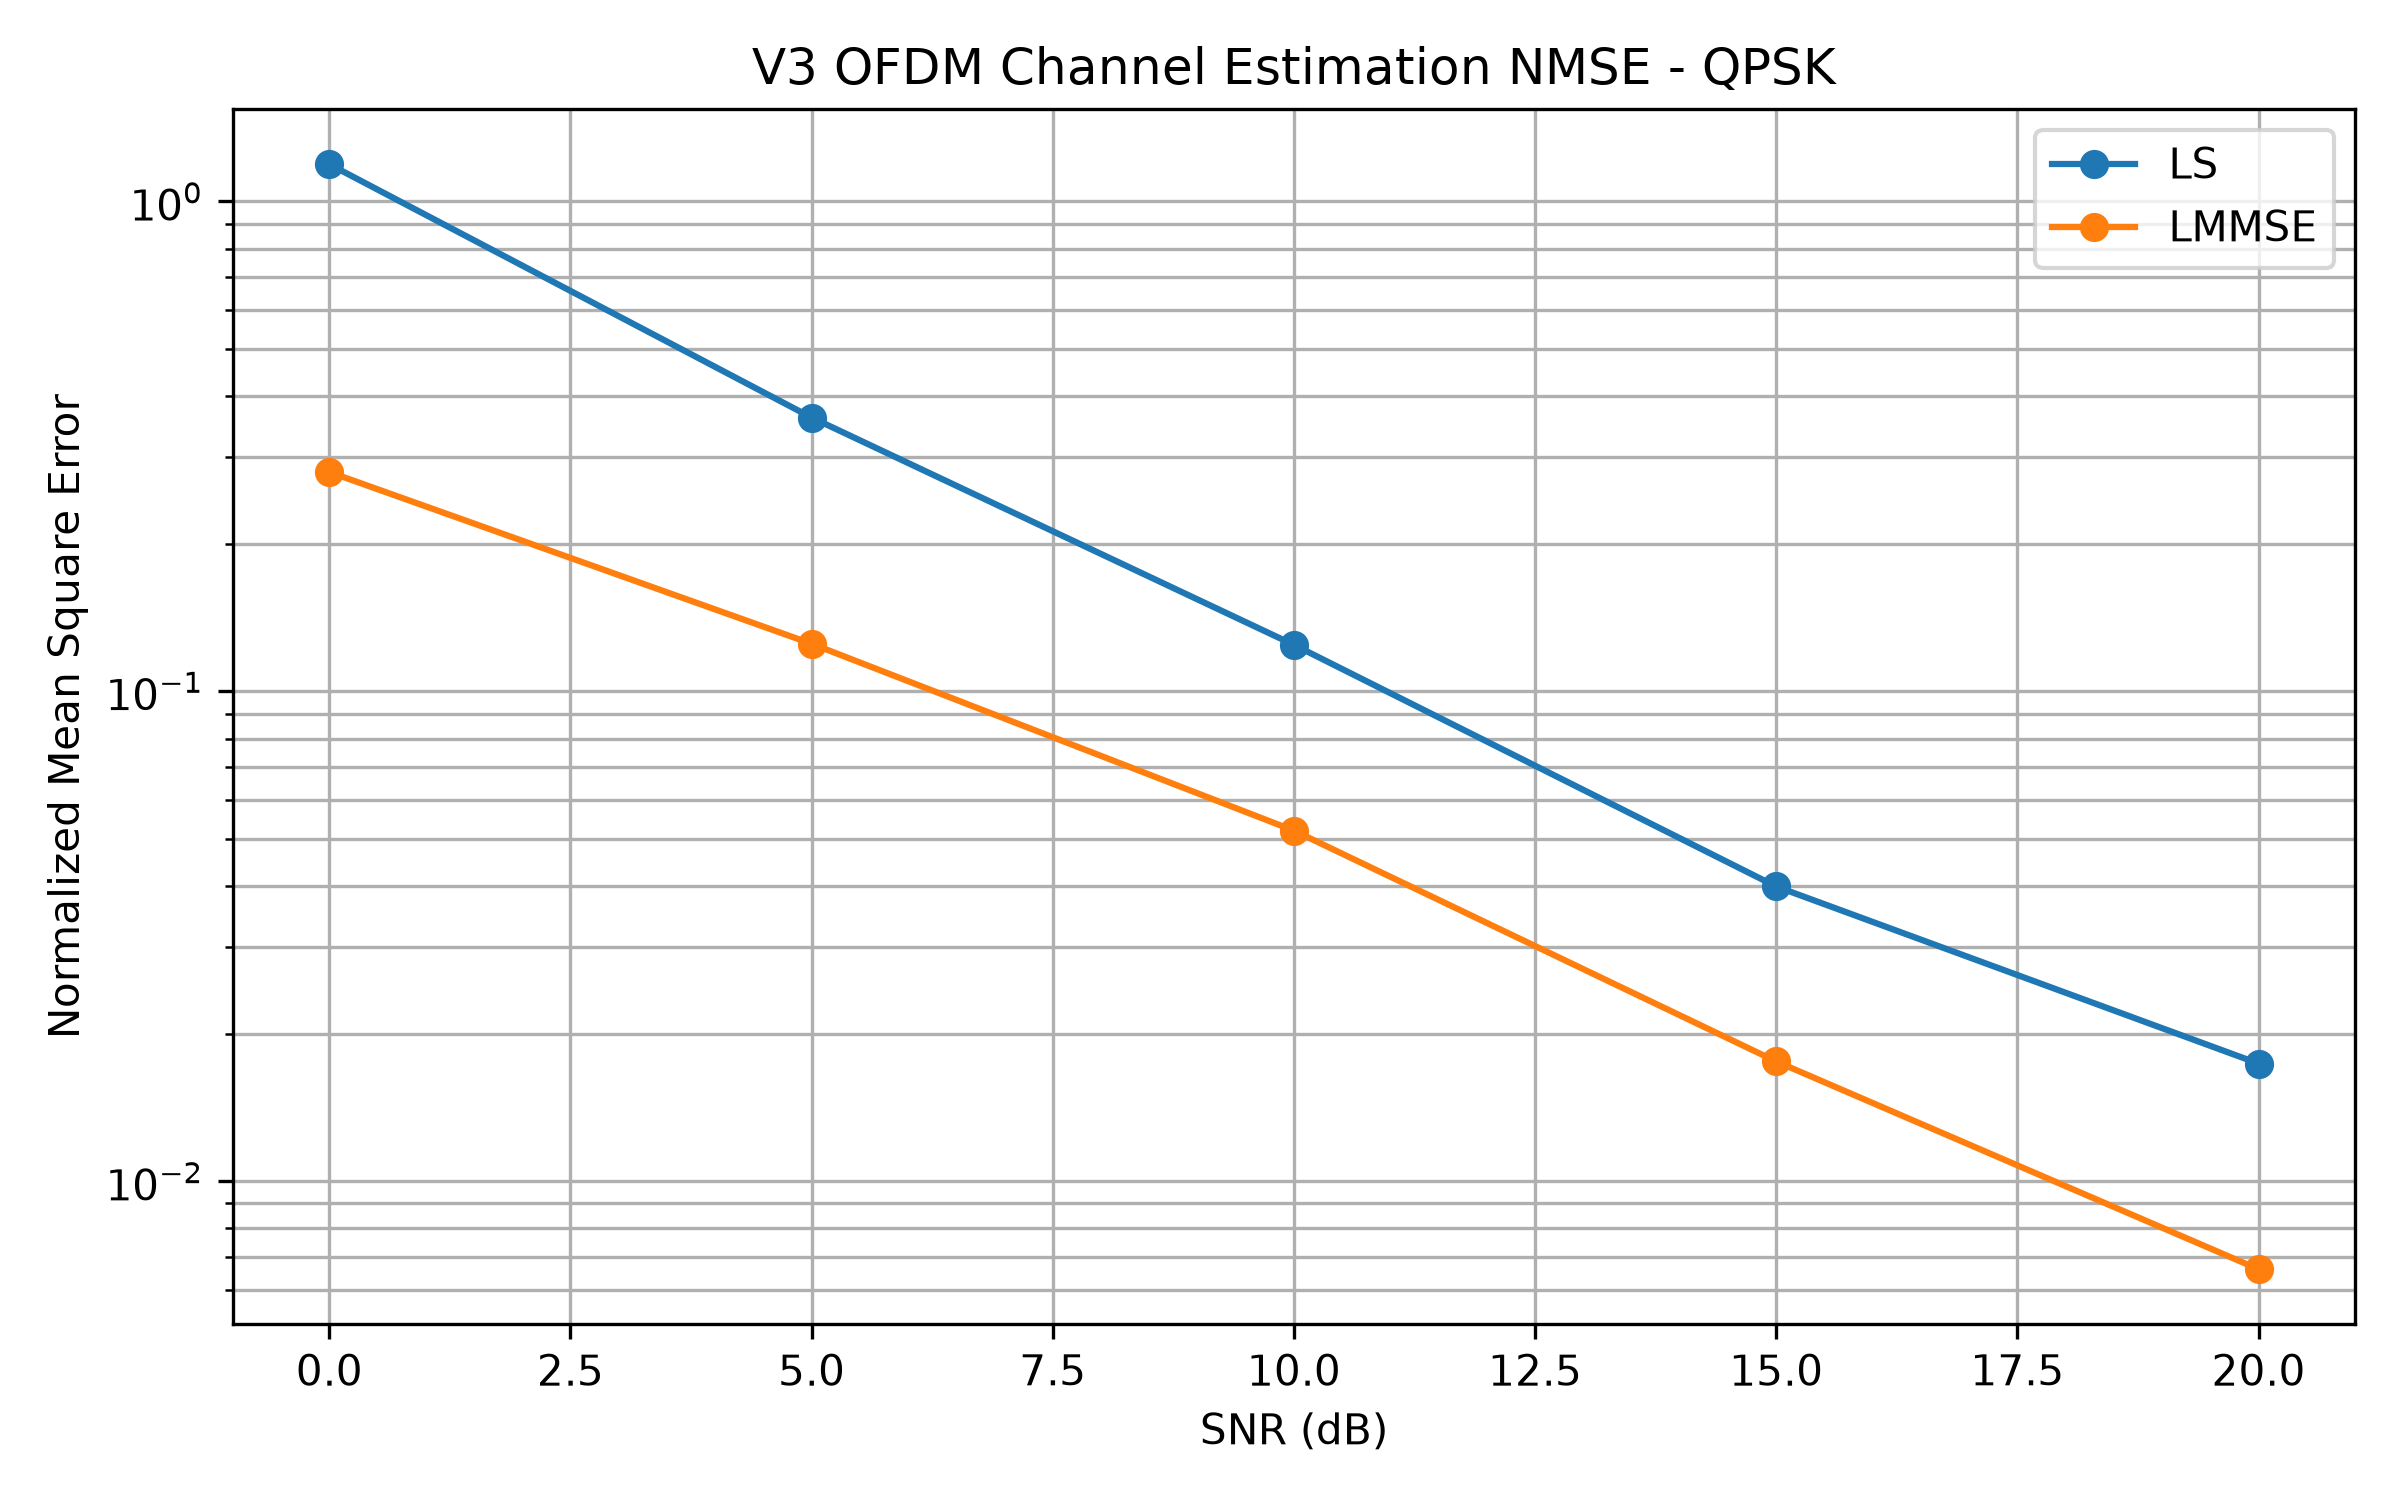 V3 OFDM Channel Estimation NMSE - QPSK
LS
LMMSE
Normalized Mean Square Error
10⁰
10⁻¹
10⁻²
0.0 2.5 5.0 7.5 10.0 12.5 15.0 17.5 20.0
SNR (dB)